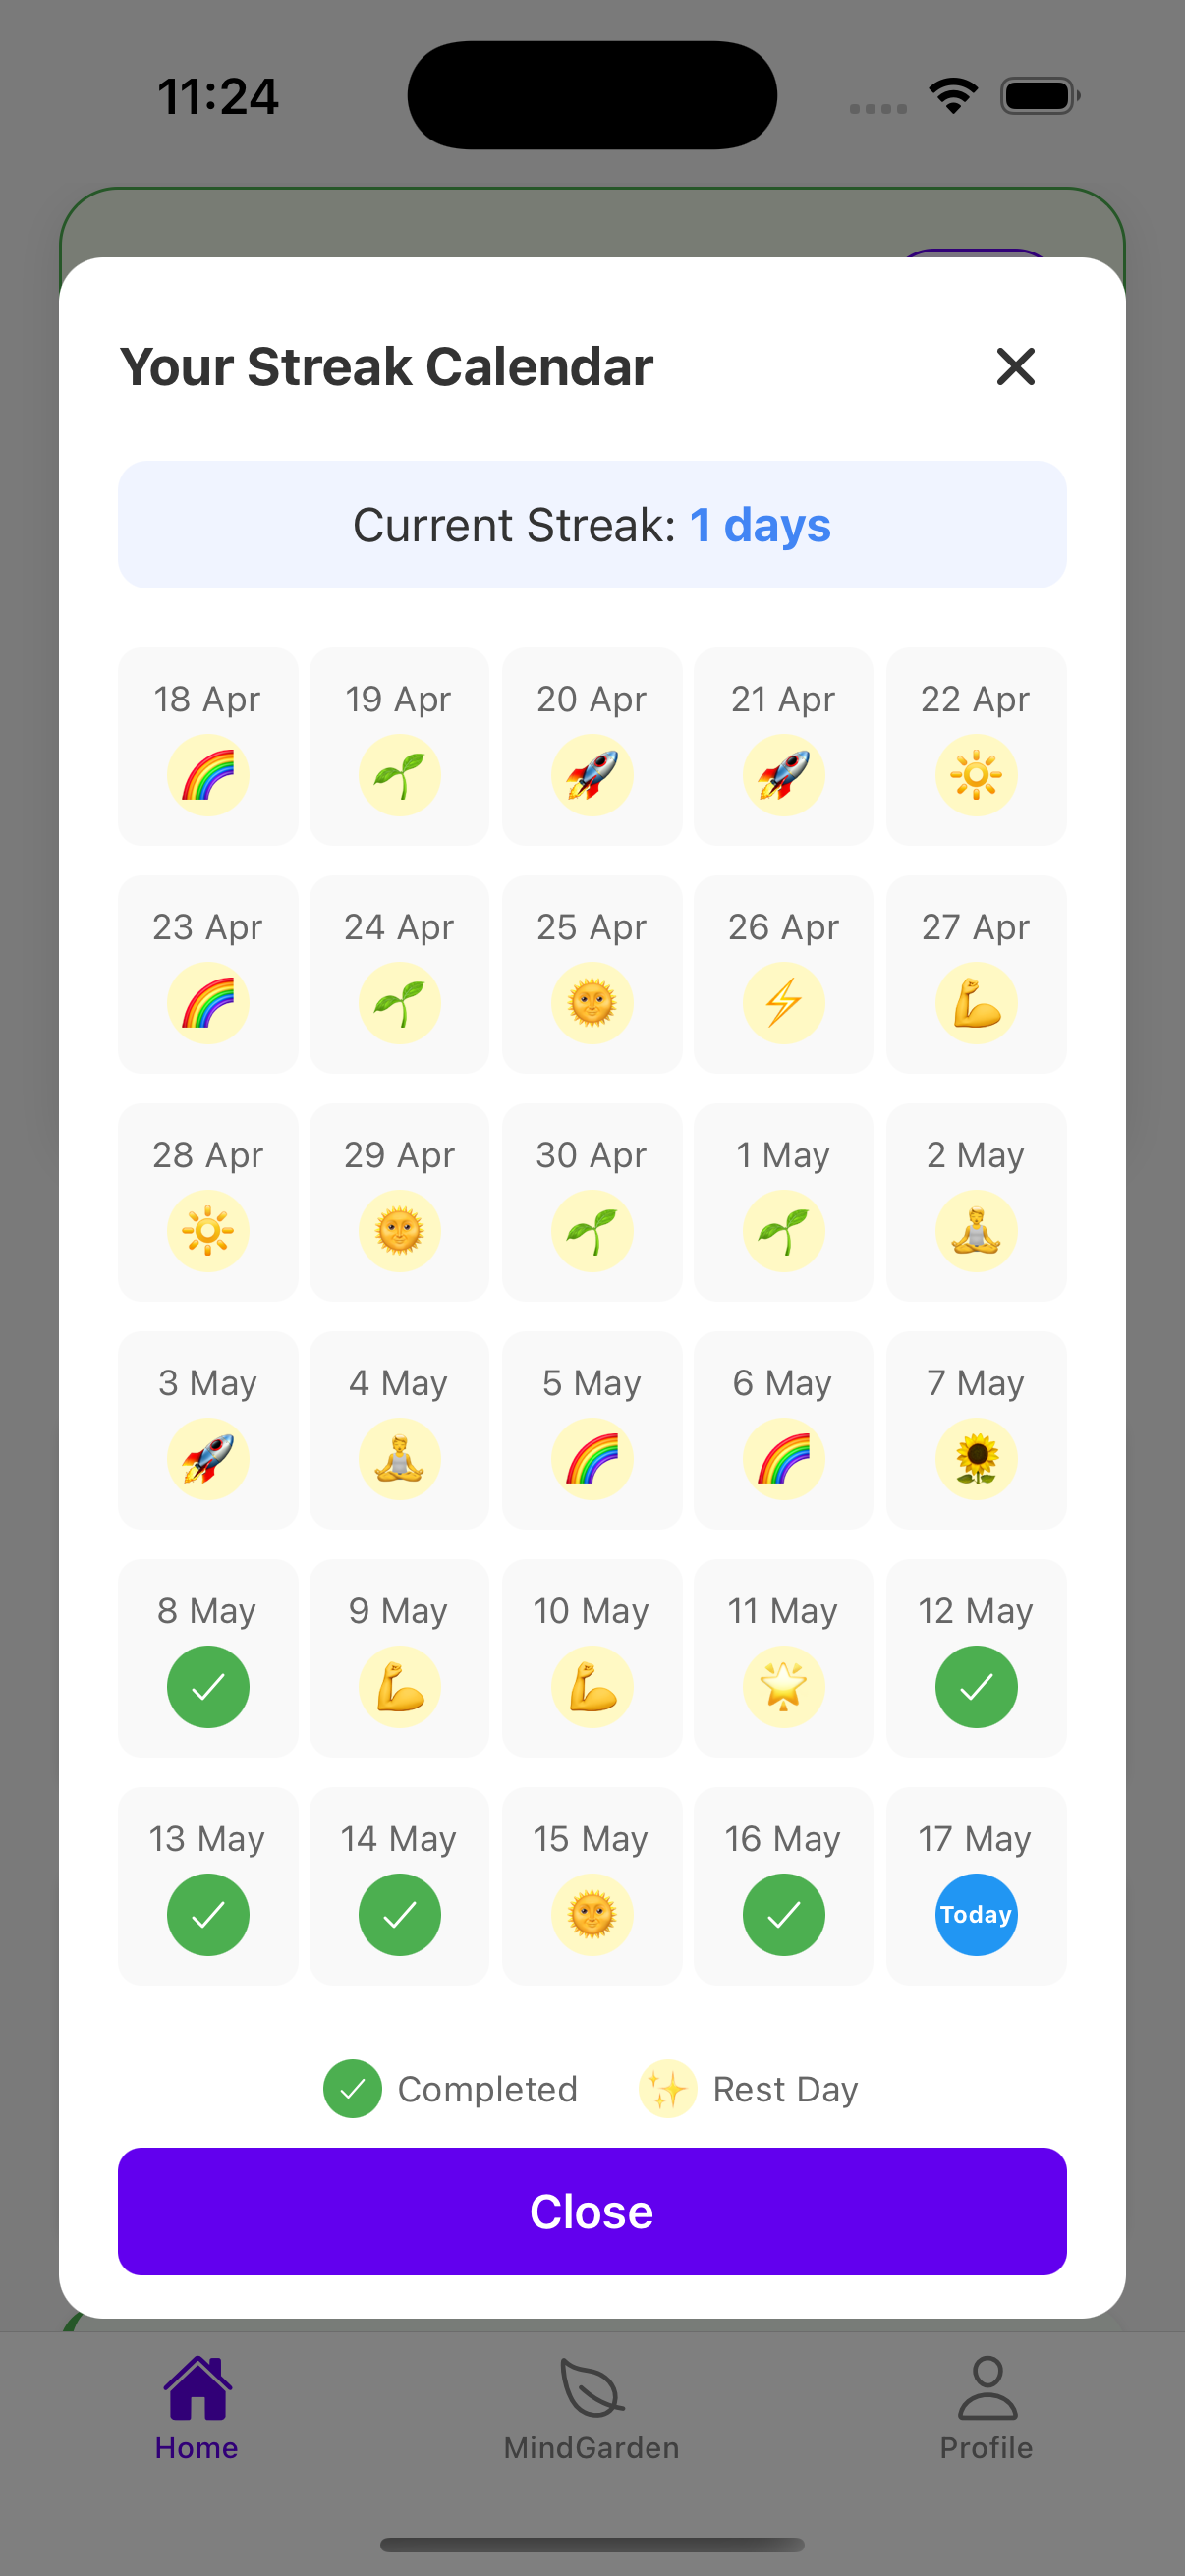 11:24
Your Streak Calendar
Current Streak: 1 days
18 Apr 19 Apr 20 Apr 21 Apr 22 Apr
23 Apr 24 Apr 25 Apr 26 Apr 27 Apr
28 Apr 29 Apr 30 Apr 1 May 2 May
3 May 4 May 5 May 6 May 7 May
8 May 9 May 10 May 11 May 12 May
13 May 14 May 15 May 16 May 17 May
Today
Completed Rest Day
Close
Home MindGarden Profile